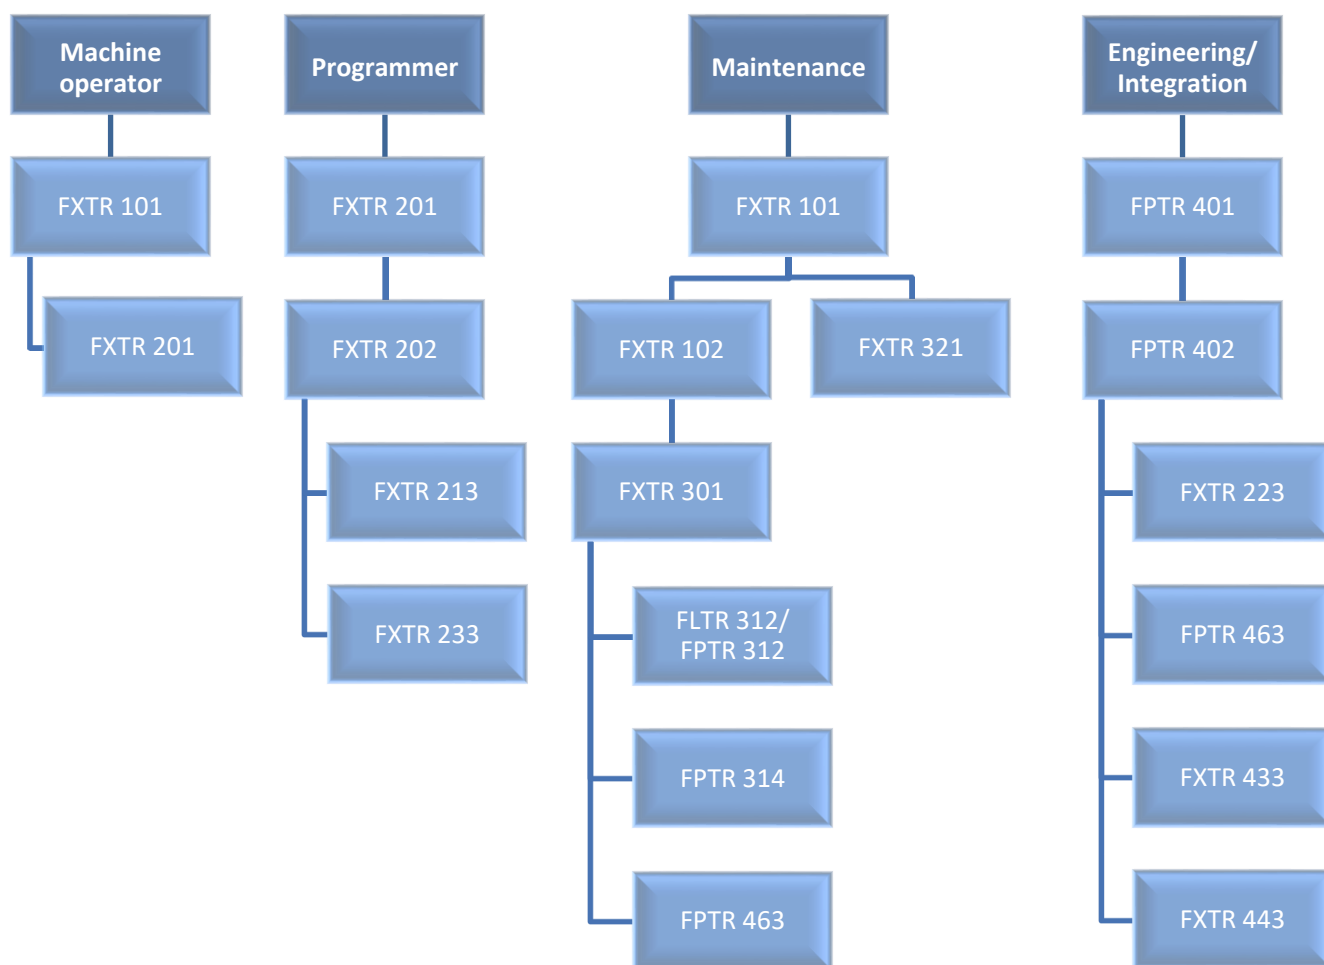 Machine
operator
Programmer
Maintenance
Engineering/
Integration
FXTR 101
FXTR 201
FXTR 101
FPTR 401
FXTR 201
FXTR 202
FXTR 102
FXTR 321
FPTR 402
FXTR 213
FXTR 301
FXTR 223
FXTR 233
FLTR 312/
FPTR 312
FPTR 463
FPTR 314
FXTR 433
FPTR 463
FXTR 443